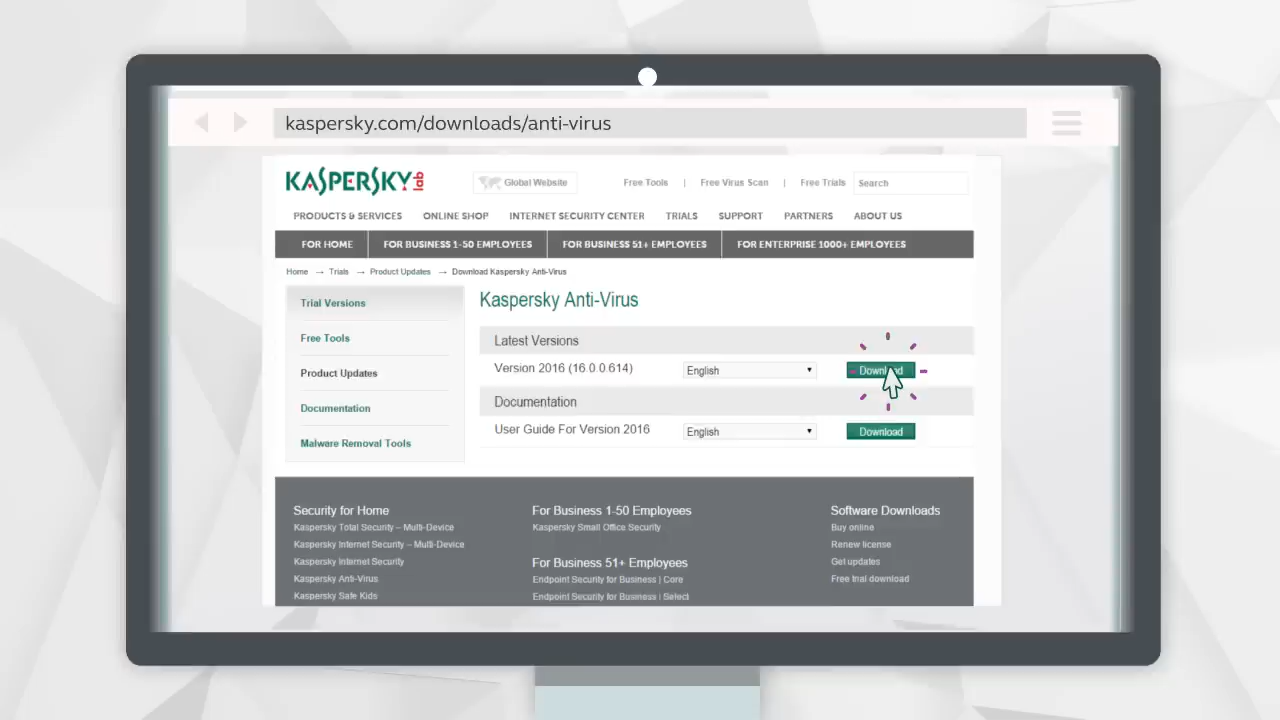 kaspersky.com/downloads/anti-virus
KASPERSKY lab
Global Website
Free Tools | Free Virus Scan | Free Trials
Search
PRODUCTS & SERVICES ONLINE SHOP INTERNET SECURITY CENTER TRIALS SUPPORT PARTNERS ABOUT US
FOR HOME FOR BUSINESS 1-50 EMPLOYEES FOR BUSINESS 51+ EMPLOYEES FOR ENTERPRISE 1000+ EMPLOYEES
Home → Trials → Product Updates → Download Kaspersky Anti-Virus
Trial Versions
Free Tools
Product Updates
Documentation
Malware Removal Tools
Kaspersky Anti-Virus
Latest Versions
Version 2016 (16.0.0.614) English Download
Documentation
User Guide For Version 2016 English Download
Security for Home
Kaspersky Total Security – Multi-Device
Kaspersky Internet Security – Multi-Device
Kaspersky Internet Security
Kaspersky Anti-Virus
Kaspersky Safe Kids
For Business 1-50 Employees
Kaspersky Small Office Security
For Business 51+ Employees
Endpoint Security for Business | Core
Endpoint Security for Business | Select
Software Downloads
Buy online
Renew license
Get updates
Free trial download